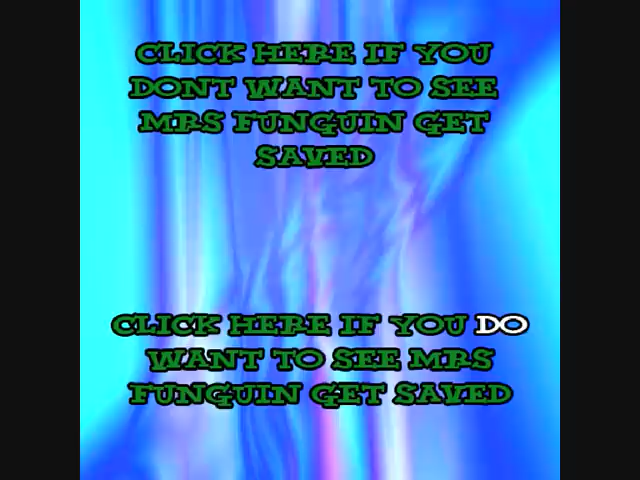 CLICK HERE IF YOU
DONT WANT TO SEE
MRS FUNGUIN GET
SAVED
CLICK HERE IF YOU DO
WANT TO SEE MRS
FUNGUIN GET SAVED